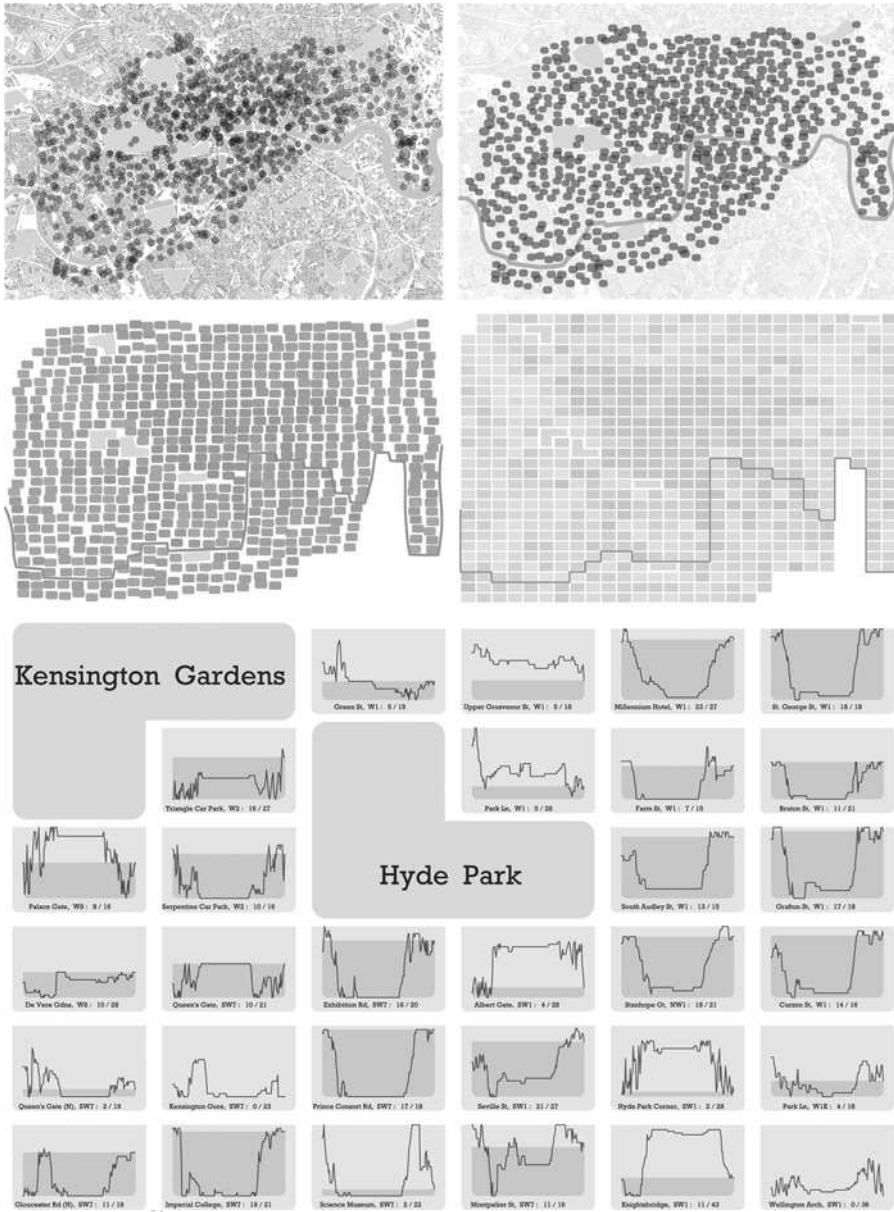 Kensington Gardens
Green St, W1: 5 / 19
Upper Grosvenor St, W1: 5 / 18
Millennium Hotel, W1: 23 / 27
St. George St, W1: 18 / 19
Triangle Car Park, W2: 16 / 27
Park Ln, W1: 5 / 28
Farm St, W1: 7 / 15
Bruton St, W1: 11 / 21
Hyde Park
Palace Gate, W8: 8 / 16
Serpentine Car Park, W2: 10 / 16
South Audley St, W1: 13 / 15
Grafton St, W1: 17 / 18
De Vere Gdns, W8: 10 / 28
Queen's Gate, SW7: 10 / 21
Exhibition Rd, SW7: 16 / 20
Albert Gate, SW1: 4 / 28
Stanhope Ct, NW1: 18 / 21
Curzon St, W1: 14 / 16
Queen's Gate (N), SW7: 2 / 19
Kensington Gore, SW7: 0 / 23
Prince Consort Rd, SW7: 17 / 18
Seville St, SW1: 21 / 27
Hyde Park Corner, SW1: 2 / 28
Park Ln, W1K: 4 / 18
Gloucester Rd (N), SW7: 11 / 18
Imperial College, SW7: 18 / 21
Science Museum, SW7: 2 / 22
Montpelier St, SW7: 11 / 16
Knightsbridge, SW1: 11 / 43
Wellington Arch, SW1: 0 / 36